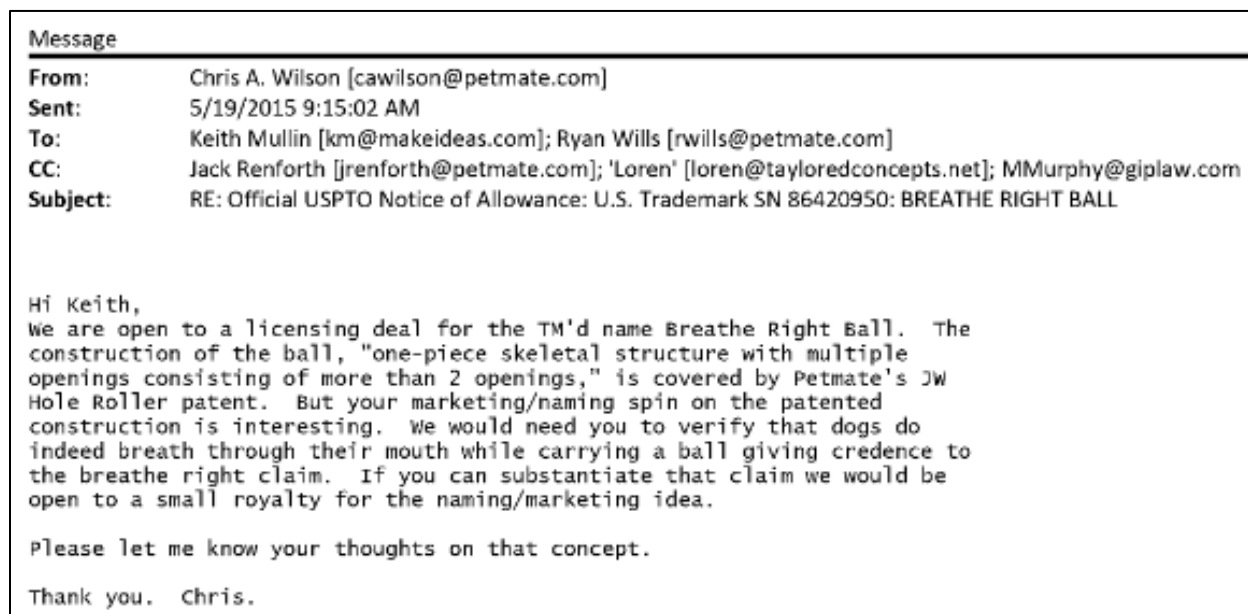 Message
From: Chris A. Wilson [cawilson@petmate.com]
Sent: 5/19/2015 9:15:02 AM
To: Keith Mullin [km@makeideas.com]; Ryan Wills [rwills@petmate.com]
CC: Jack Renforth [jrenforth@petmate.com]; 'Loren' [loren@tayloredconcepts.net]; MMurphy@giplaw.com
Subject: RE: Official USPTO Notice of Allowance: U.S. Trademark SN 86420950: BREATHE RIGHT BALL
Hi Keith,
We are open to a licensing deal for the TM'd name Breathe Right Ball. The
construction of the ball, "one-piece skeletal structure with multiple
openings consisting of more than 2 openings," is covered by Petmate's JW
Hole Roller patent. But your marketing/naming spin on the patented
construction is interesting. We would need you to verify that dogs do
indeed breath through their mouth while carrying a ball giving credence to
the breathe right claim. If you can substantiate that claim we would be
open to a small royalty for the naming/marketing idea.
Please let me know your thoughts on that concept.
Thank you. Chris.